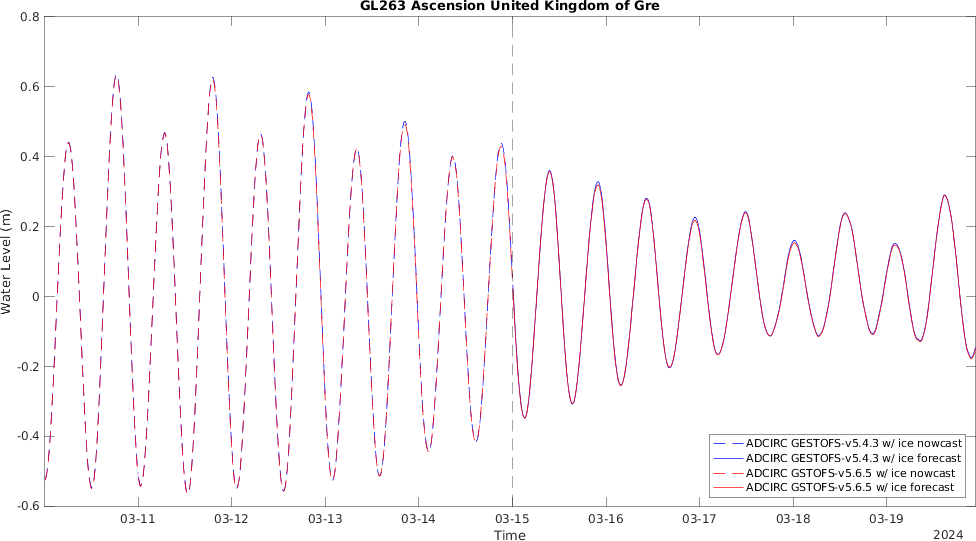 GL263 Ascension United Kingdom of Gre
0.8
0.6
0.4
0.2
0
-0.2
-0.4
-0.6
Water Level (m)
ADCIRC GESTOFS-v5.4.3 w/ ice nowcast
ADCIRC GESTOFS-v5.4.3 w/ ice forecast
ADCIRC GSTOFS-v5.6.5 w/ ice nowcast
ADCIRC GSTOFS-v5.6.5 w/ ice forecast
03-11 03-12 03-13 03-14 03-15 03-16 03-17 03-18 03-19
Time
2024